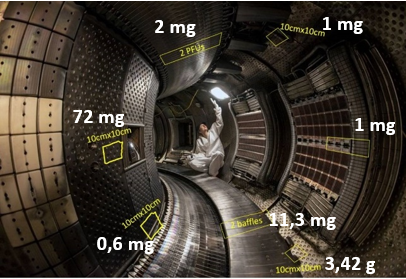 2 mg
2 PFUs
1 mg
10cmx10cm
72 mg
10cmx10cm
1 mg
10cmx10cm
0,6 mg
2 baffles
11,3 mg
10cmx10cm
3,42 g